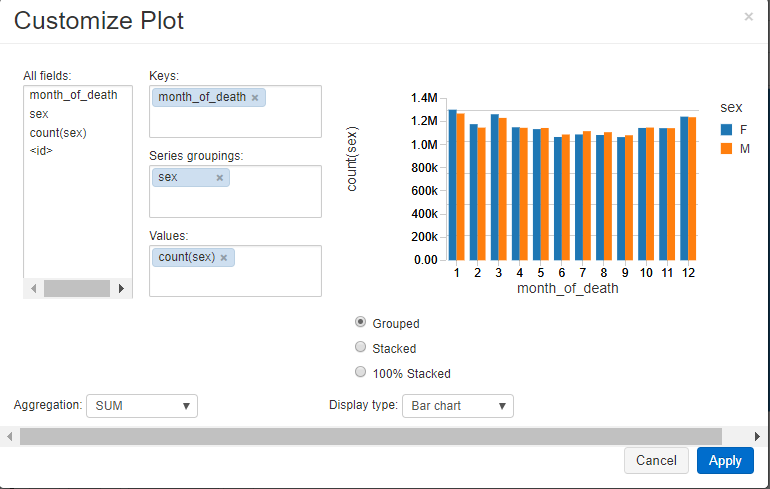 Customize Plot
×
All fields:
month_of_death
sex
count(sex)
<id>
Keys:
month_of_death ×
Series groupings:
sex ×
Values:
count(sex) ×
count(sex)
1.4M
1.2M
1.0M
800k
600k
400k
200k
0.00
1 2 3 4 5 6 7 8 9 10 11 12
month_of_death
sex
F
M
Grouped
Stacked
100% Stacked
Aggregation: SUM
Display type: Bar chart
Cancel Apply